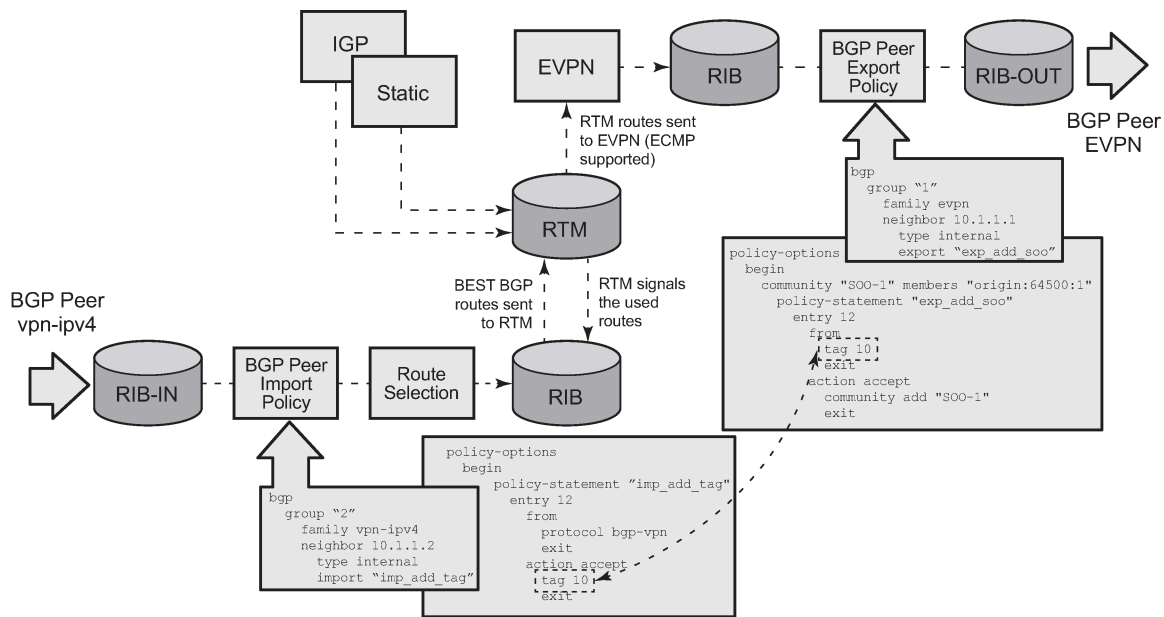 IGP
Static
EVPN
RIB
BGP Peer
Export
Policy
RIB-OUT
BGP Peer
EVPN
RTM routes sent
to EVPN (ECMP
supported)
RTM
BEST BGP
routes sent
to RTM
RTM signals
the used
routes
BGP Peer
vpn-ipv4
RIB-IN
BGP Peer
Import
Policy
Route
Selection
RIB
bgp
group “1”
family evpn
neighbor 10.1.1.1
type internal
export “exp_add_soo”
policy-options
begin
community "SOO-1" members "origin:64500:1"
policy-statement "exp_add_soo"
entry 12
from
tag 10
exit
action accept
community add "SOO-1"
exit
bgp
group “2”
family vpn-ipv4
neighbor 10.1.1.2
type internal
import “imp_add_tag”
policy-options
begin
policy-statement ”imp_add_tag"
entry 12
from
protocol bgp-vpn
exit
action accept
tag 10
exit